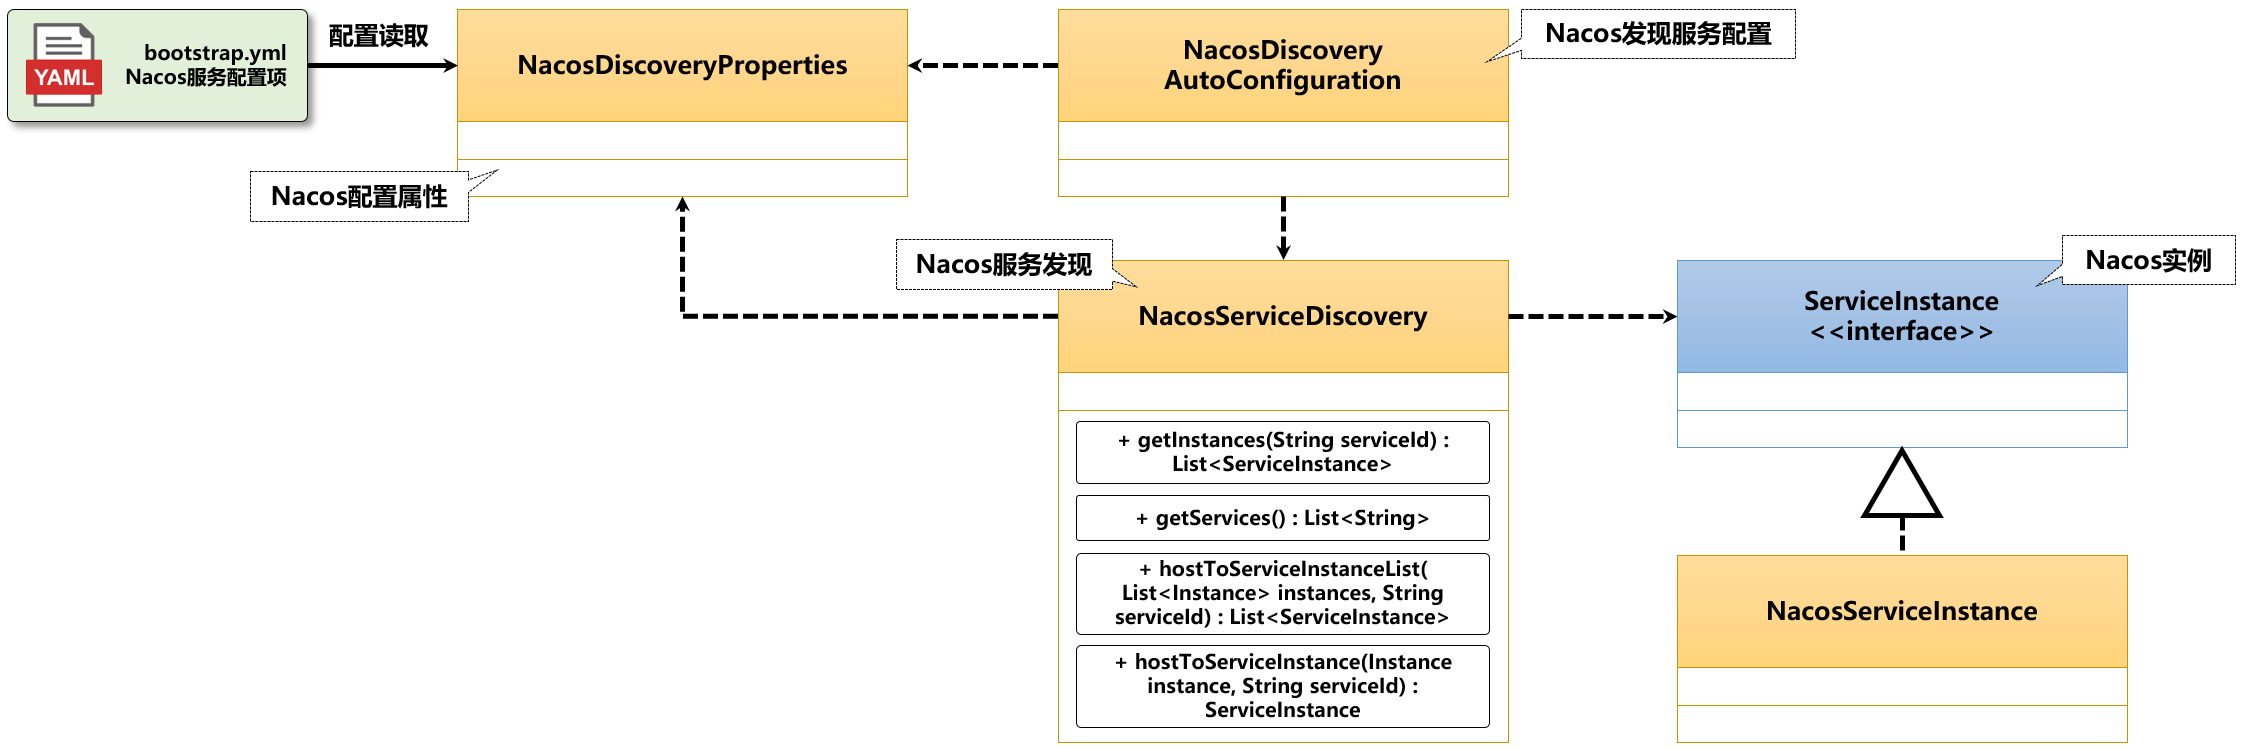 YAML
bootstrap.yml
Nacos服务配置项
配置读取
NacosDiscoveryProperties
Nacos配置属性
NacosDiscovery
AutoConfiguration
Nacos发现服务配置
Nacos服务发现
NacosServiceDiscovery
+ getInstances(String serviceId) :
List<ServiceInstance>
+ getServices() : List<String>
+ hostToServiceInstanceList(
List<Instance> instances, String
serviceId) : List<ServiceInstance>
+ hostToServiceInstance(Instance
instance, String serviceId) :
ServiceInstance
Nacos实例
ServiceInstance
<<interface>>
NacosServiceInstance